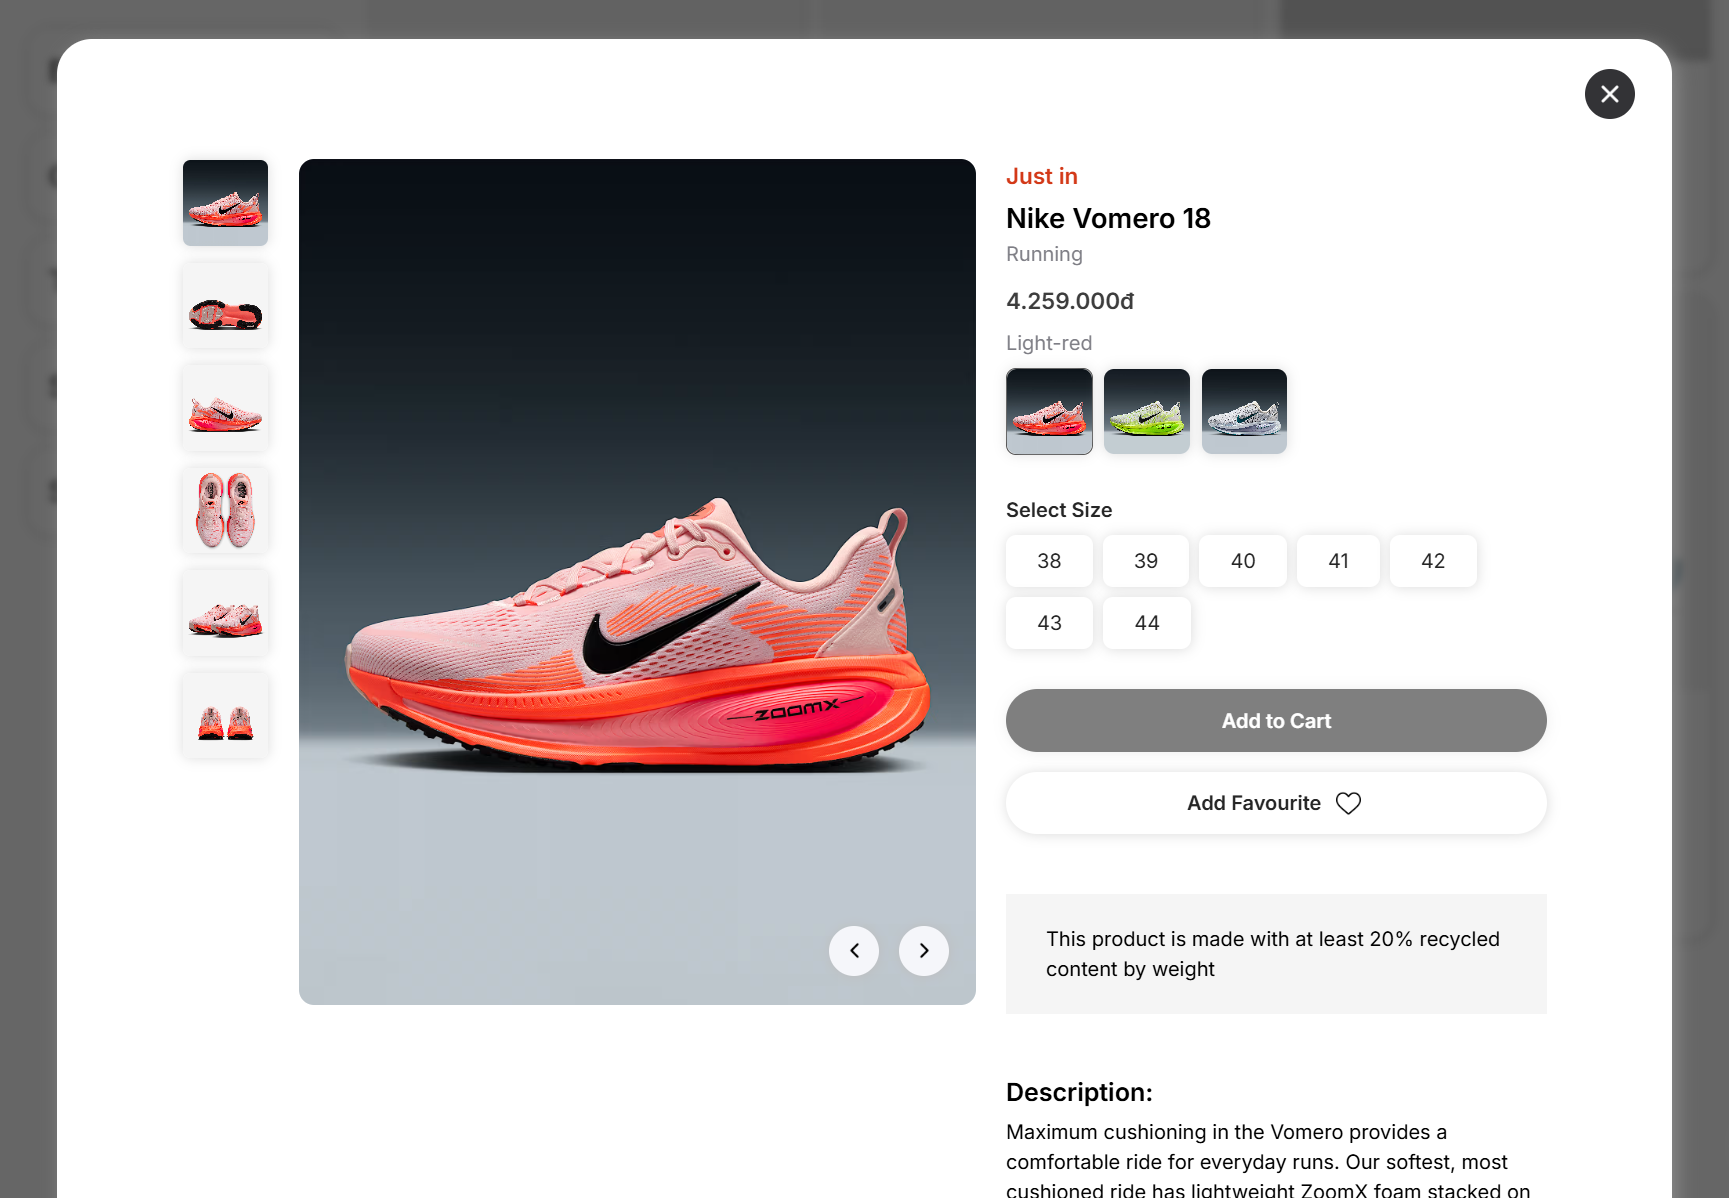 Just in
Nike Vomero 18
Running
4.259.000đ
Light-red
Select Size
38
39
40
41
42
43
44
Add to Cart
Add Favourite
This product is made with at least 20% recycled
content by weight
Description:
Maximum cushioning in the Vomero provides a
comfortable ride for everyday runs. Our softest, most
cushioned ride has lightweight ZoomX foam stacked on
ZOOMX